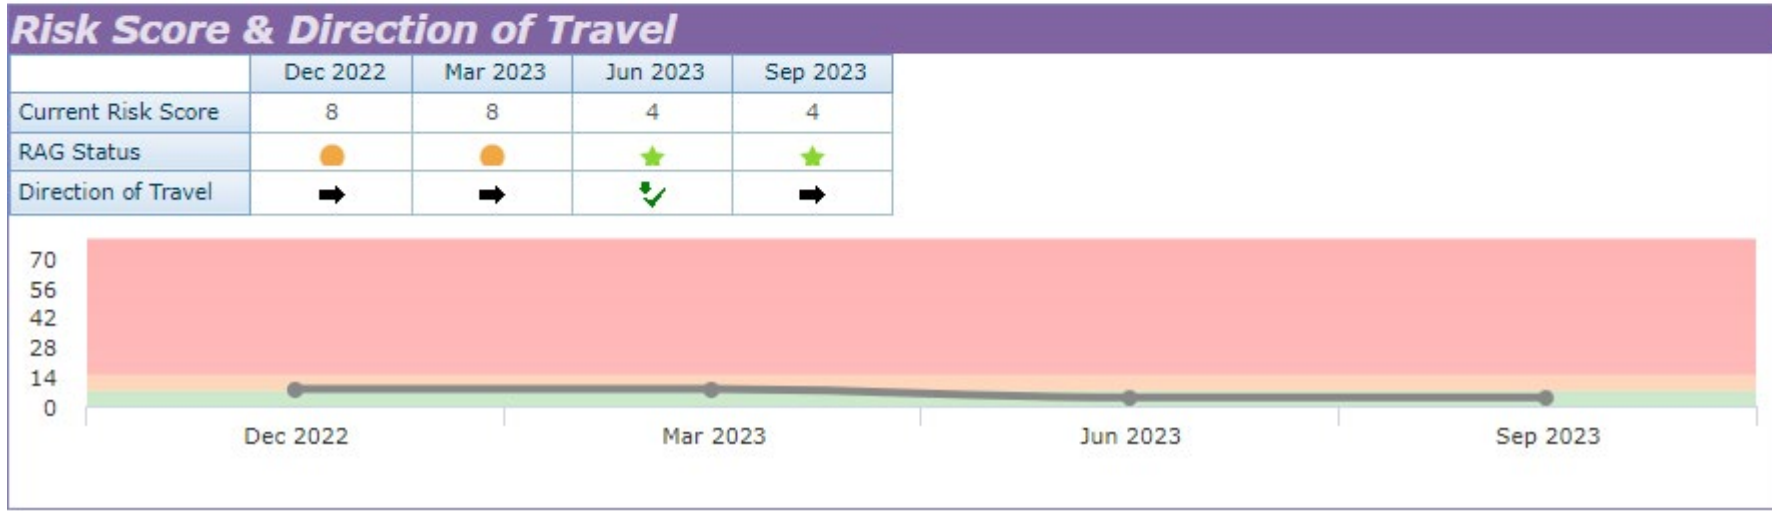 Risk Score & Direction of Travel
Dec 2022 Mar 2023 Jun 2023 Sep 2023
Current Risk Score 8 8 4 4
RAG Status
Direction of Travel
70
56
42
28
14
0
Dec 2022 Mar 2023 Jun 2023 Sep 2023